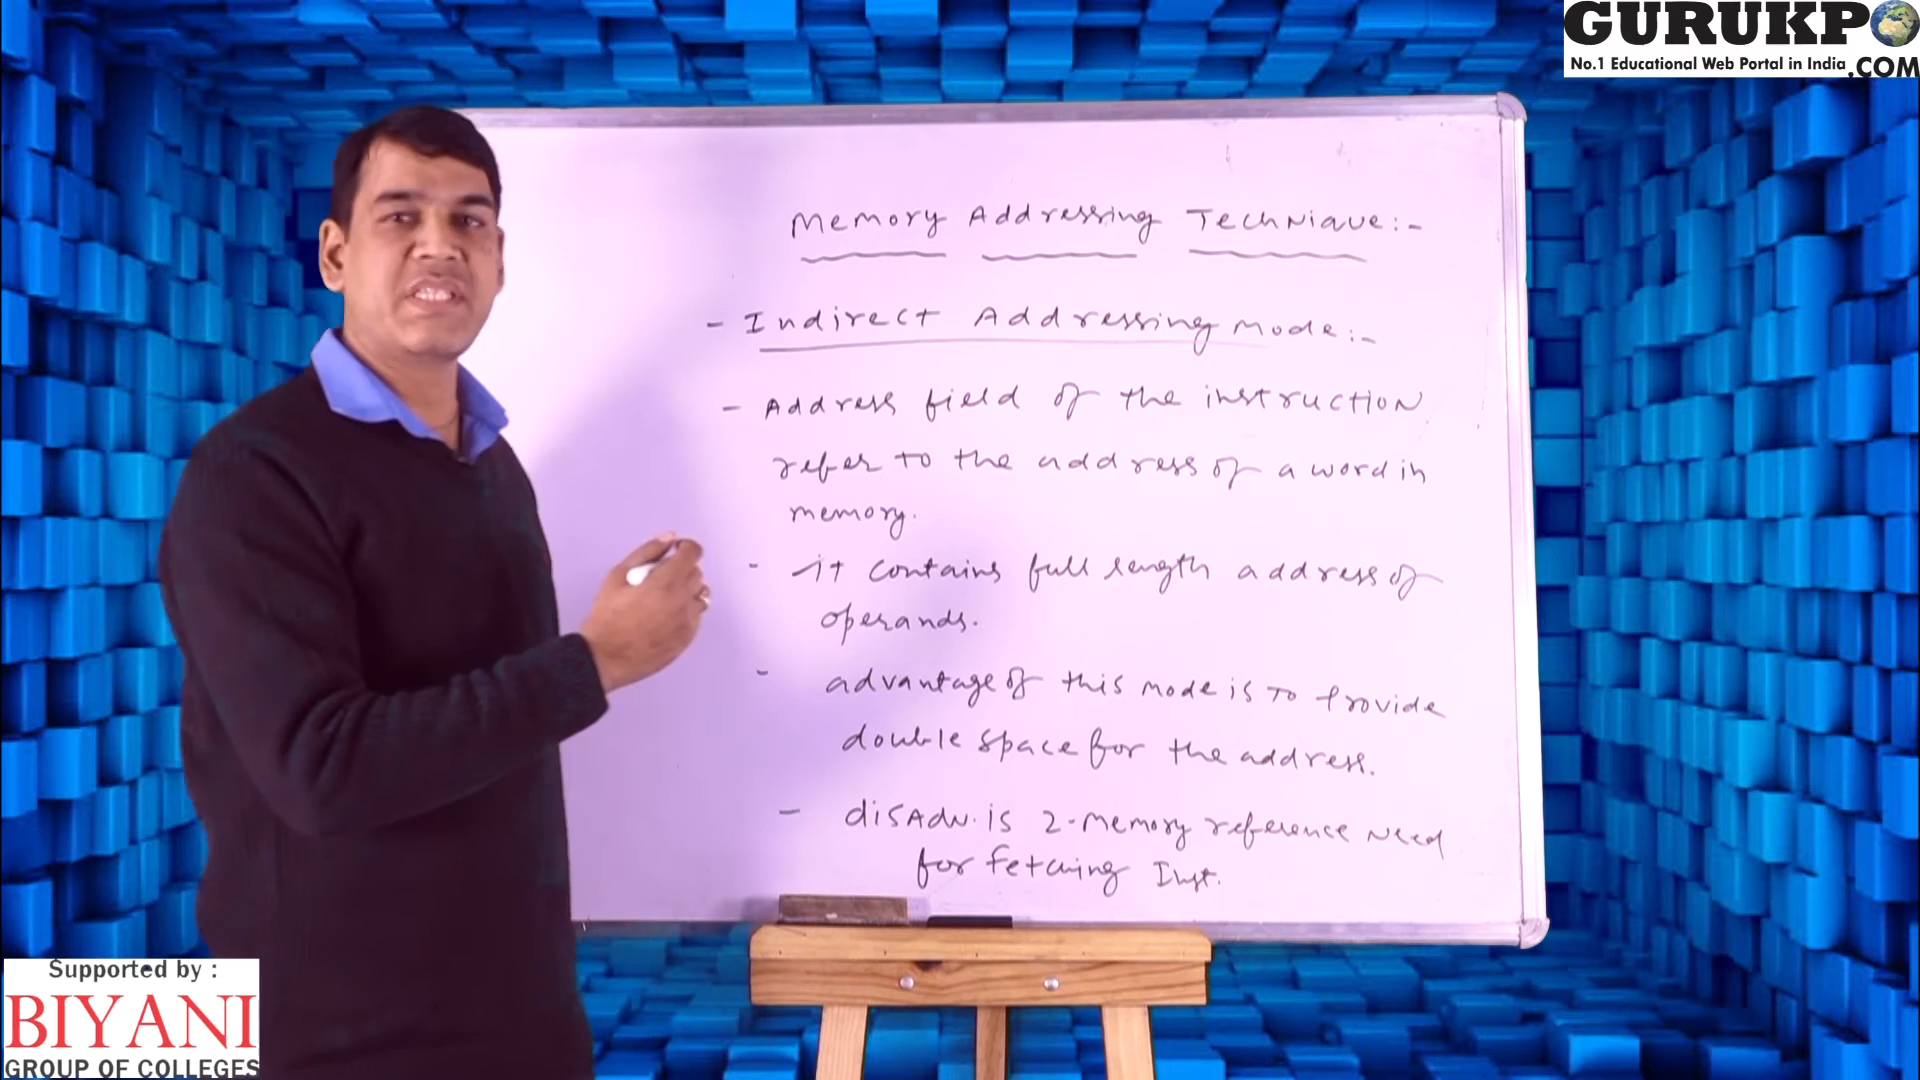 GURUKPO
No.1 Educational Web Portal in India .COM
Memory Addressing Technique:-
- Indirect Addressing Mode:-
- Address field of the instruction
refer to the address of a word in
memory.
- it contains full length address of
operands.
- advantage of this mode is to Provide
double space for the address.
- disAdv. is 2-memory reference Need
for fetching Inst.
Supported by :
BIYANI
GROUP OF COLLEGES